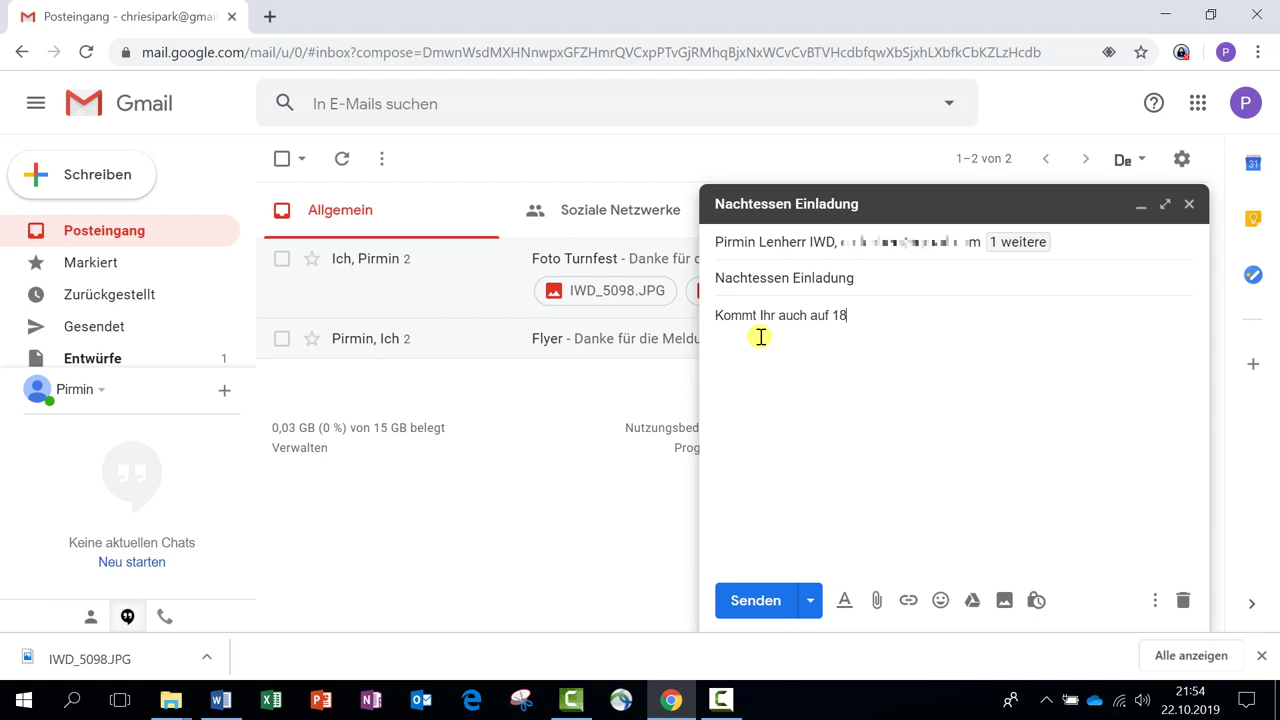 Posteingang - chriesipark@gmai
mail.google.com/mail/u/0/#inbox?compose=DmwnWsdMXHNnwpxGFZHmrQVCxpPTvGjRMhqBjxNxWCvCvBTVHcdbfqwXbSjxhLXbfkCbKZLzHcdb
P
Gmail
In E-Mails suchen
P
Schreiben
1–2 von 2
De
31
Posteingang
Markiert
Zurückgestellt
Gesendet
Entwürfe 1
Pirmin
Keine aktuellen Chats
Neu starten
Allgemein
Soziale Netzwerke
Ich, Pirmin 2
Foto Turnfest - Danke für d
IWD_5098.JPG
Pirmin, Ich 2
Flyer - Danke für die Meldu
0,03 GB (0 %) von 15 GB belegt
Verwalten
Nutzungsbed
Prog
Nachtessen Einladung
Pirmin Lenherr IWD, m 1 weitere
Nachtessen Einladung
Kommt Ihr auch auf 18
Senden
IWD_5098.JPG
Alle anzeigen
21:54
22.10.2019